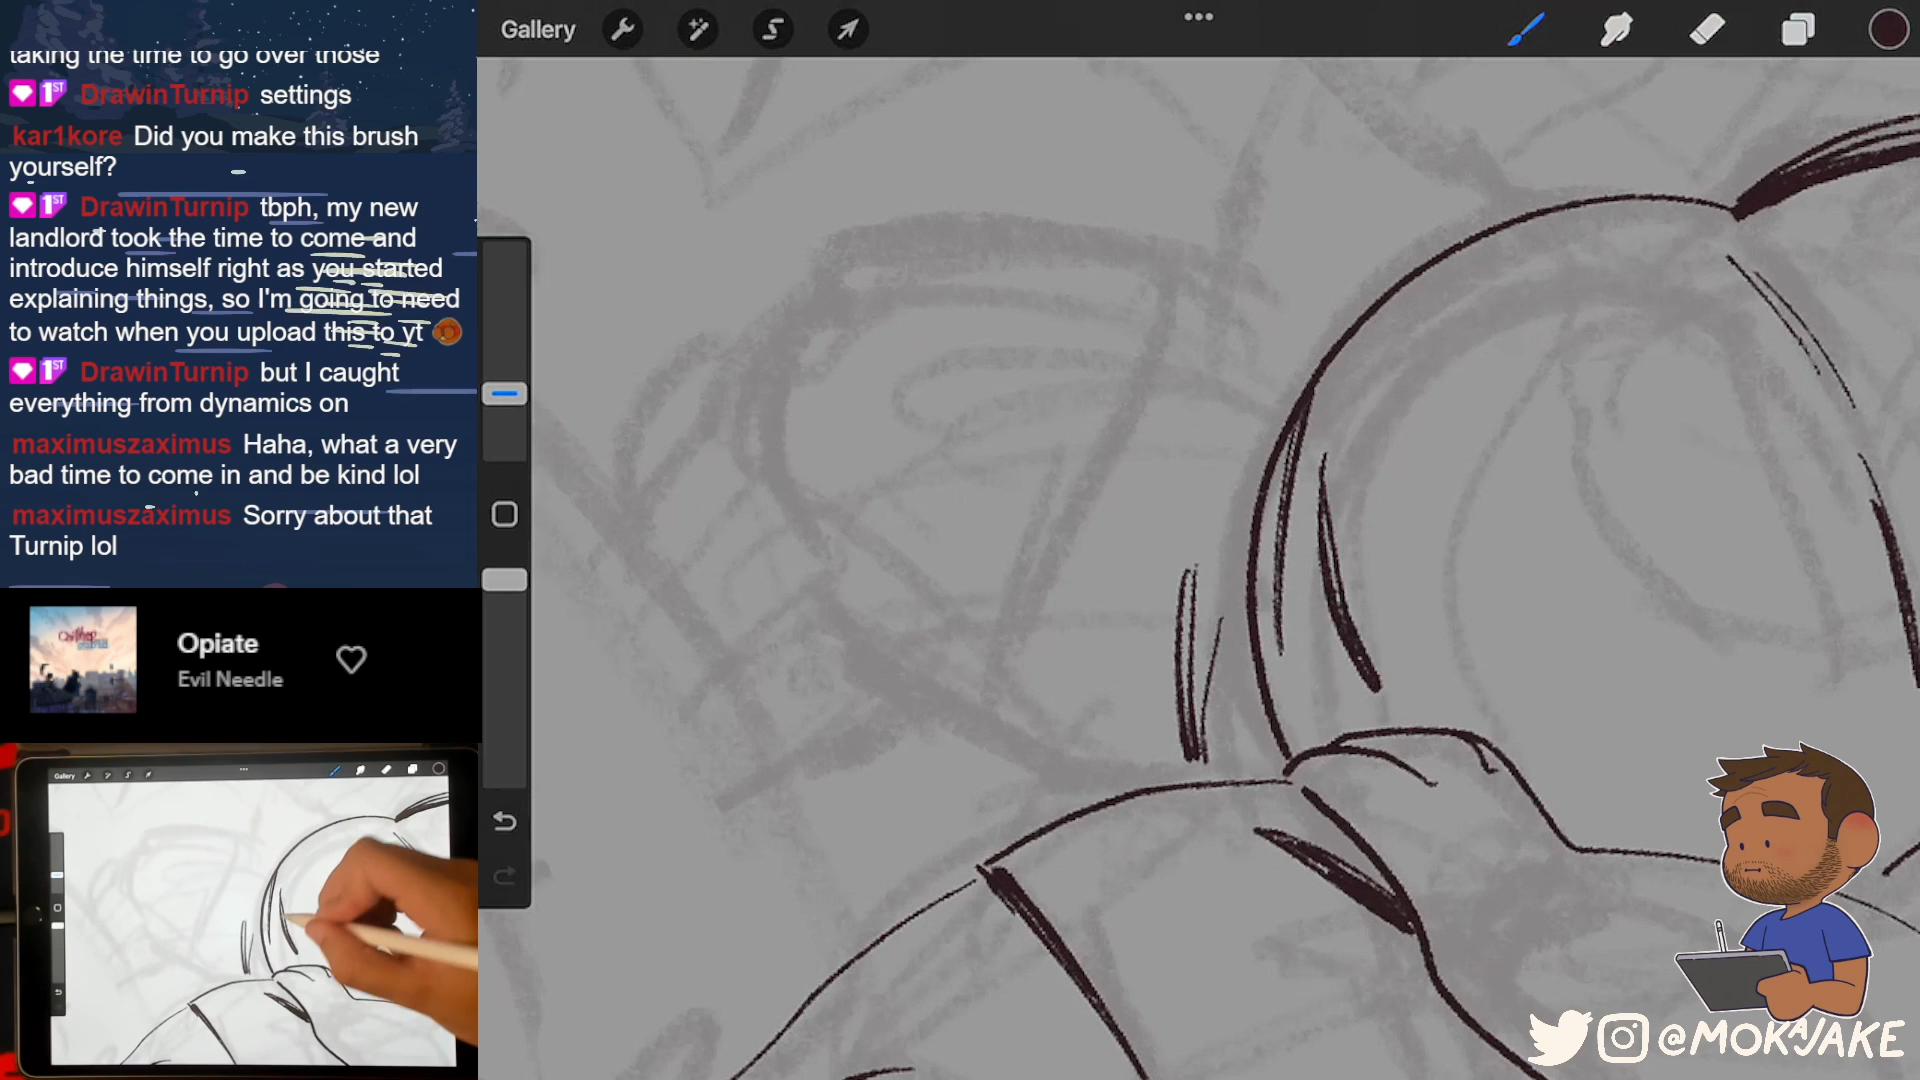 taking the time to go over those
1ST DrawinTurnip settings
kar1kore Did you make this brush
yourself?
1ST DrawinTurnip tbph, my new
landlord took the time to come and
introduce himself right as you started
explaining things, so I'm going to need
to watch when you upload this to yt
1ST DrawinTurnip but I caught
everything from dynamics on
maximuszaximus Haha, what a very
bad time to come in and be kind lol
maximuszaximus Sorry about that
Turnip lol
Opiate
Evil Needle
Gallery
Gallery
@MOKAJAKE